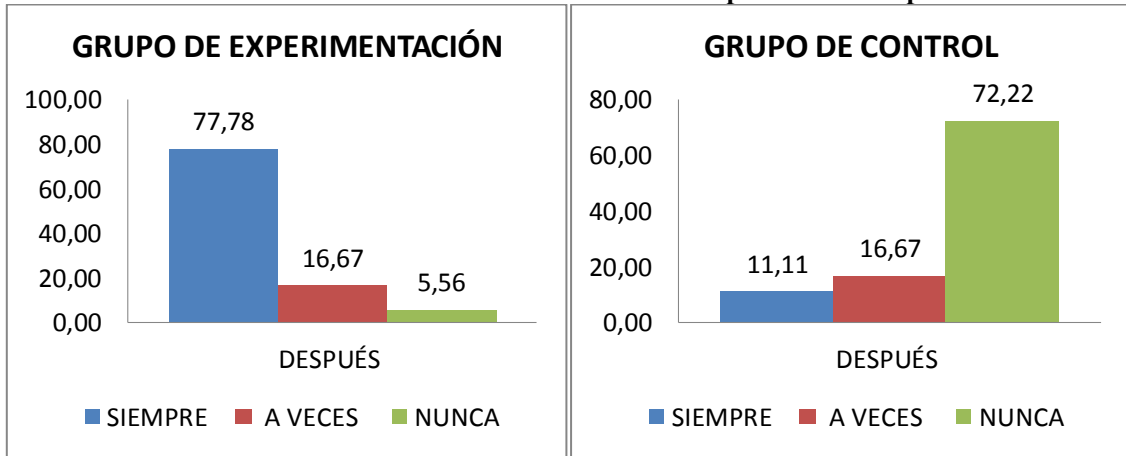 GRUPO DE EXPERIMENTACIÓN
100,00
80,00
60,00
40,00
20,00
0,00
77,78
16,67
5,56
DESPUÉS
SIEMPRE A VECES NUNCA
GRUPO DE CONTROL
80,00
60,00
40,00
20,00
0,00
11,11
16,67
72,22
DESPUÉS
SIEMPRE A VECES NUNCA